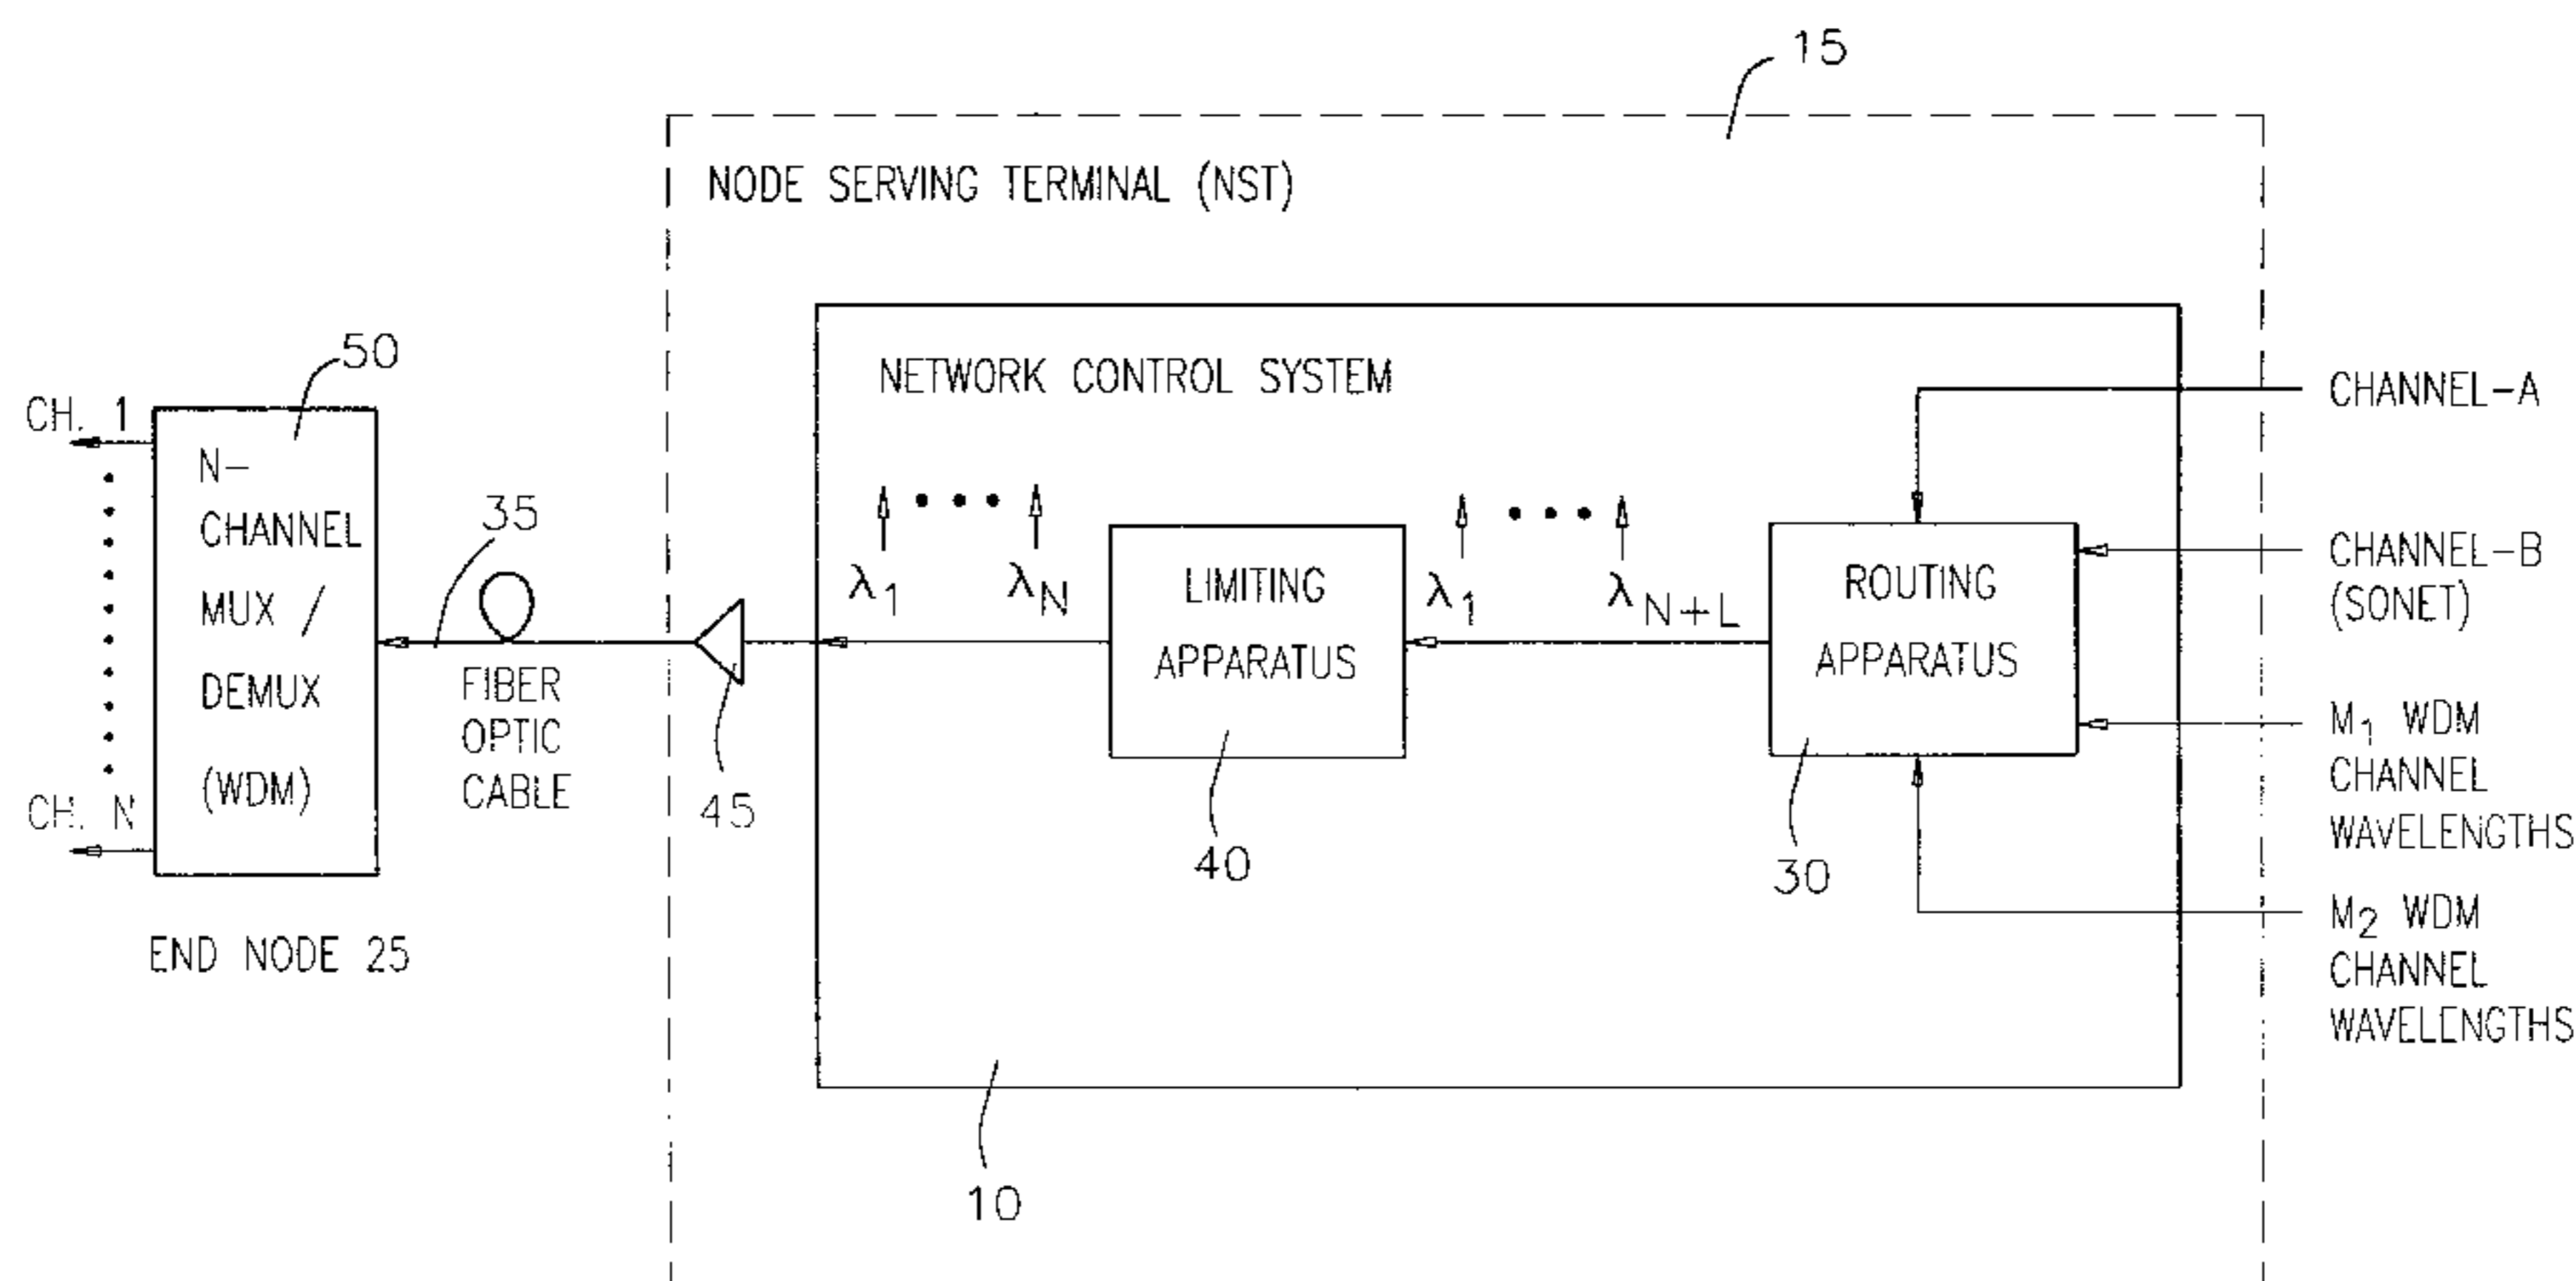 15
NODE SERVING TERMINAL (NST)
50
NETWORK CONTROL SYSTEM
CHANNEL-A
CH. 1
N-
CHANNEL
MUX /
DEMUX
(WDM)
CH. N
END NODE 25
35
FIBER
OPTIC
CABLE
45
λ1 • • • λN
LIMITING
APPARATUS
40
λ1 • • • λN+L
ROUTING
APPARATUS
30
CHANNEL-B
(SONET)
M1 WDM
CHANNEL
WAVELENGTHS
M2 WDM
CHANNEL
WAVELENGTHS
10